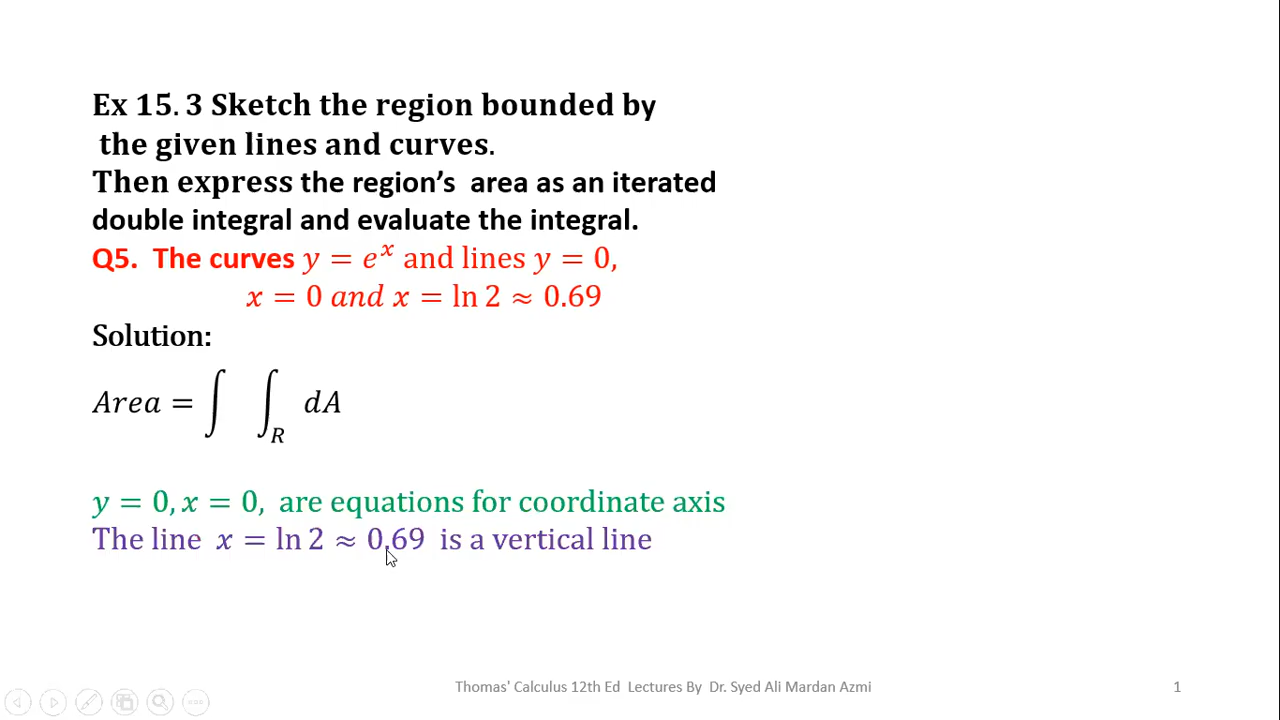 Ex 15. 3 Sketch the region bounded by
the given lines and curves.
Then express the region’s area as an iterated
double integral and evaluate the integral.
Q5. The curves y = eˣ and lines y = 0,
x = 0 and x = ln 2 ≈ 0.69
Solution:
Area = ∫ ∫_R dA
y = 0, x = 0, are equations for coordinate axis
The line x = ln 2 ≈ 0.69 is a vertical line
Thomas' Calculus 12th Ed Lectures By Dr. Syed Ali Mardan Azmi
1